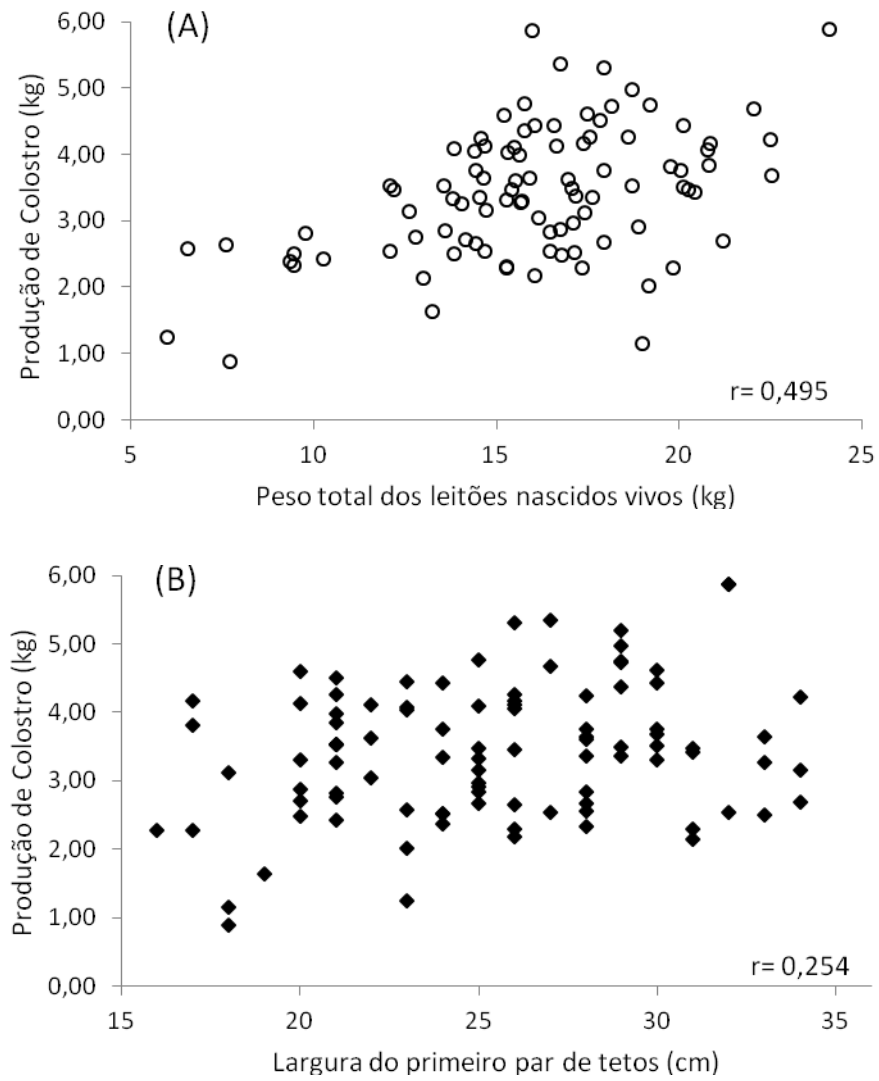 (A)
Produção de Colostro (kg)
6,00
5,00
4,00
3,00
2,00
1,00
0,00
r= 0,495
5 10 15 20 25
Peso total dos leitões nascidos vivos (kg)
(B)
Produção de Colostro (kg)
6,00
5,00
4,00
3,00
2,00
1,00
0,00
r= 0,254
15 20 25 30 35
Largura do primeiro par de tetos (cm)